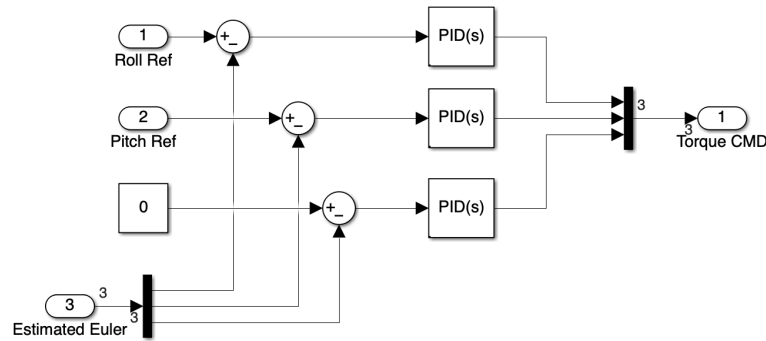 1
+
_
PID(s)
Roll Ref
2
+
_
PID(s)
3
1
Pitch Ref
3
Torque CMD
0
+
_
PID(s)
3
3
3
Estimated Euler